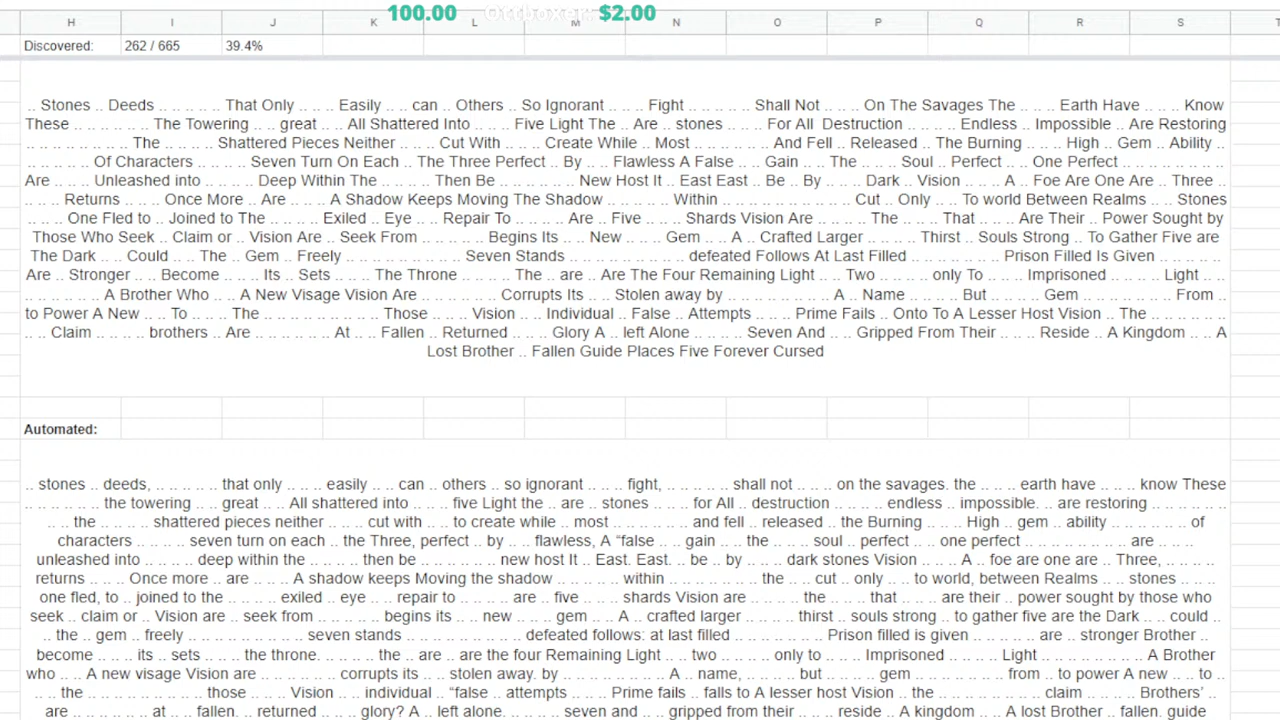 100.00 Ottboxer: $2.00
H I J K L M N O P Q R S T
Discovered: 262 / 665 39.4%
.. Stones .. Deeds .. .. .. .. .. That Only .. .. .. Easily .. .. can .. Others .. So Ignorant .. .. .. Fight .. .. .. .. .. Shall Not .. .. .. On The Savages The .. .. .. Earth Have .. .. .. Know
These .. .. .. .. .. .. The Towering .. .. great .. .. All Shattered Into .. .. .. Five Light The .. Are .. stones .. .. .. For All Destruction .. .. .. .. Endless .. Impossible .. Are Restoring
.. .. .. .. .. .. .. The .. .. .. .. Shattered Pieces Neither .. .. .. Cut With .. .. .. Create While .. Most .. .. .. .. .. .. And Fell .. Released .. The Burning .. .. .. High .. Gem .. Ability ..
.. .. .. .. .. Of Characters .. .. .. .. Seven Turn On Each .. The Three Perfect .. By .. .. Flawless A False .. .. Gain .. .. The .. .. .. Soul .. Perfect .. .. One Perfect .. .. .. .. .. .. .. ..
Are .. .. .. Unleashed into .. .. .. .. Deep Within The .. .. .. .. Then Be .. .. .. .. .. .. New Host It .. East East .. Be .. By .. .. .. Dark .. Vision .. .. .. A .. Foe Are One Are .. Three ..
.. .. .. Returns .. .. .. Once More .. Are .. .. .. A Shadow Keeps Moving The Shadow .. .. .. .. .. Within .. .. .. .. .. .. .. .. Cut .. Only .. .. To world Between Realms .. .. .. Stones
.. .. .. One Fled to .. Joined to The .. .. .. .. Exiled .. Eye .. .. Repair To .. .. .. .. Are .. Five .. .. .. Shards Vision Are .. .. .. .. The .. .. .. That .. .. .. Are Their .. Power Sought by
Those Who Seek .. Claim or .. Vision Are .. Seek From .. .. .. .. .. Begins Its .. .. New .. .. Gem .. .. A .. Crafted Larger .. .. .. .. .. Thirst .. Souls Strong .. To Gather Five are
The Dark .. .. Could .. .. The .. Gem .. Freely .. .. .. .. .. .. .. .. .. Seven Stands .. .. .. .. .. .. .. .. .. defeated Follows At Last Filled .. .. .. .. .. .. .. Prison Filled Is Given .. .. .. .. ..
Are .. .. Stronger .. .. Become .. .. Its .. Sets .. .. .. The Throne .. .. .. .. The .. are .. Are The Four Remaining Light .. .. Two .. .. .. .. only To .. .. .. Imprisoned .. .. .. Light .. ..
.. .. .. .. .. .. A Brother Who .. .. A New Visage Vision Are .. .. .. .. .. .. Corrupts Its .. .. Stolen away by .. .. .. .. .. .. .. .. A .. Name .. .. .. .. But .. .. .. .. Gem .. .. .. .. .. .. From ..
to Power A New .. .. To .. .. .. The .. .. .. .. .. .. .. .. Those .. .. .. Vision .. Individual .. False .. Attempts .. .. .. Prime Fails .. Onto To A Lesser Host Vision .. The .. .. .. ..
.. .. Claim .. .. .. brothers .. Are .. .. .. .. .. .. At .. Fallen .. Returned .. .. Glory A .. left Alone .. .. .. .. .. Seven And .. .. Gripped From Their .. .. .. Reside .. A Kingdom .. .. A
Lost Brother .. Fallen Guide Places Five Forever Cursed
Automated:
.. stones .. deeds, .. .. .. .. .. that only .. .. .. easily .. .. can .. others .. so ignorant .. .. .. fight, .. .. .. .. .. shall not .. .. .. on the savages. the .. .. .. earth have .. .. .. know These
.. .. .. .. .. .. the towering .. .. great .. .. All shattered into .. .. .. five Light the .. are .. stones .. .. .. for All .. destruction .. .. .. .. endless .. impossible. .. are restoring
.. .. .. the .. .. .. .. shattered pieces neither .. .. .. cut with .. .. to create while .. most .. .. .. .. .. .. and fell .. released .. the Burning .. .. .. High .. gem .. ability .. .. .. .. .. of
characters .. .. .. .. seven turn on each .. the Three, perfect .. by .. .. flawless, A “false .. .. gain .. .. the .. .. .. soul .. perfect .. .. one perfect .. .. .. .. .. .. .. .. are .. .. ..
unleashed into .. .. .. .. deep within the .. .. .. .. then be .. .. .. .. .. .. new host It .. East. East. .. be .. by .. .. .. dark stones Vision .. .. .. A .. foe are one are .. Three, .. .. .. ..
returns .. .. .. Once more .. are .. .. .. A shadow keeps Moving the shadow .. .. .. .. .. within .. .. .. .. .. .. .. the .. .. cut .. only .. .. to world, between Realms .. .. stones .. .. ..
one fled, to .. joined to the .. .. .. .. exiled .. eye .. .. repair to .. .. .. .. are .. five .. .. .. shards Vision are .. .. .. .. the .. .. .. that .. .. .. are their .. power sought by those who
seek .. claim or .. Vision are .. seek from .. .. .. .. .. begins its .. .. new .. .. gem .. .. A .. crafted larger .. .. .. .. thirst .. souls strong .. to gather five are the Dark .. .. could ..
.. the .. gem .. freely .. .. .. .. .. .. .. .. .. seven stands .. .. .. .. .. .. .. .. .. defeated follows: at last filled .. .. .. .. .. .. .. Prison filled is given .. .. .. .. .. are .. stronger Brother ..
become .. .. its .. sets .. .. .. the throne. .. .. .. .. the .. are .. are the four Remaining Light .. .. two .. .. .. .. only to .. .. Imprisoned .. .. .. .. Light .. .. .. .. .. .. .. .. A Brother
who .. .. A new visage Vision are .. .. .. .. .. .. corrupts its .. .. stolen away. by .. .. .. .. .. .. .. .. A .. name, .. .. .. .. but .. .. .. .. gem .. .. .. .. .. .. from .. to power A new .. .. to ..
.. .. the .. .. .. .. .. .. .. those .. .. .. Vision .. individual .. “false .. attempts .. .. .. Prime fails .. falls to A lesser host Vision .. the .. .. .. .. .. .. claim .. .. .. Brothers’ ..
are .. .. .. .. .. .. at .. fallen. .. returned .. .. glory? A .. left alone. .. .. .. .. .. seven and .. .. gripped from their .. .. .. reside .. A kingdom .. .. A lost Brother .. fallen. guide